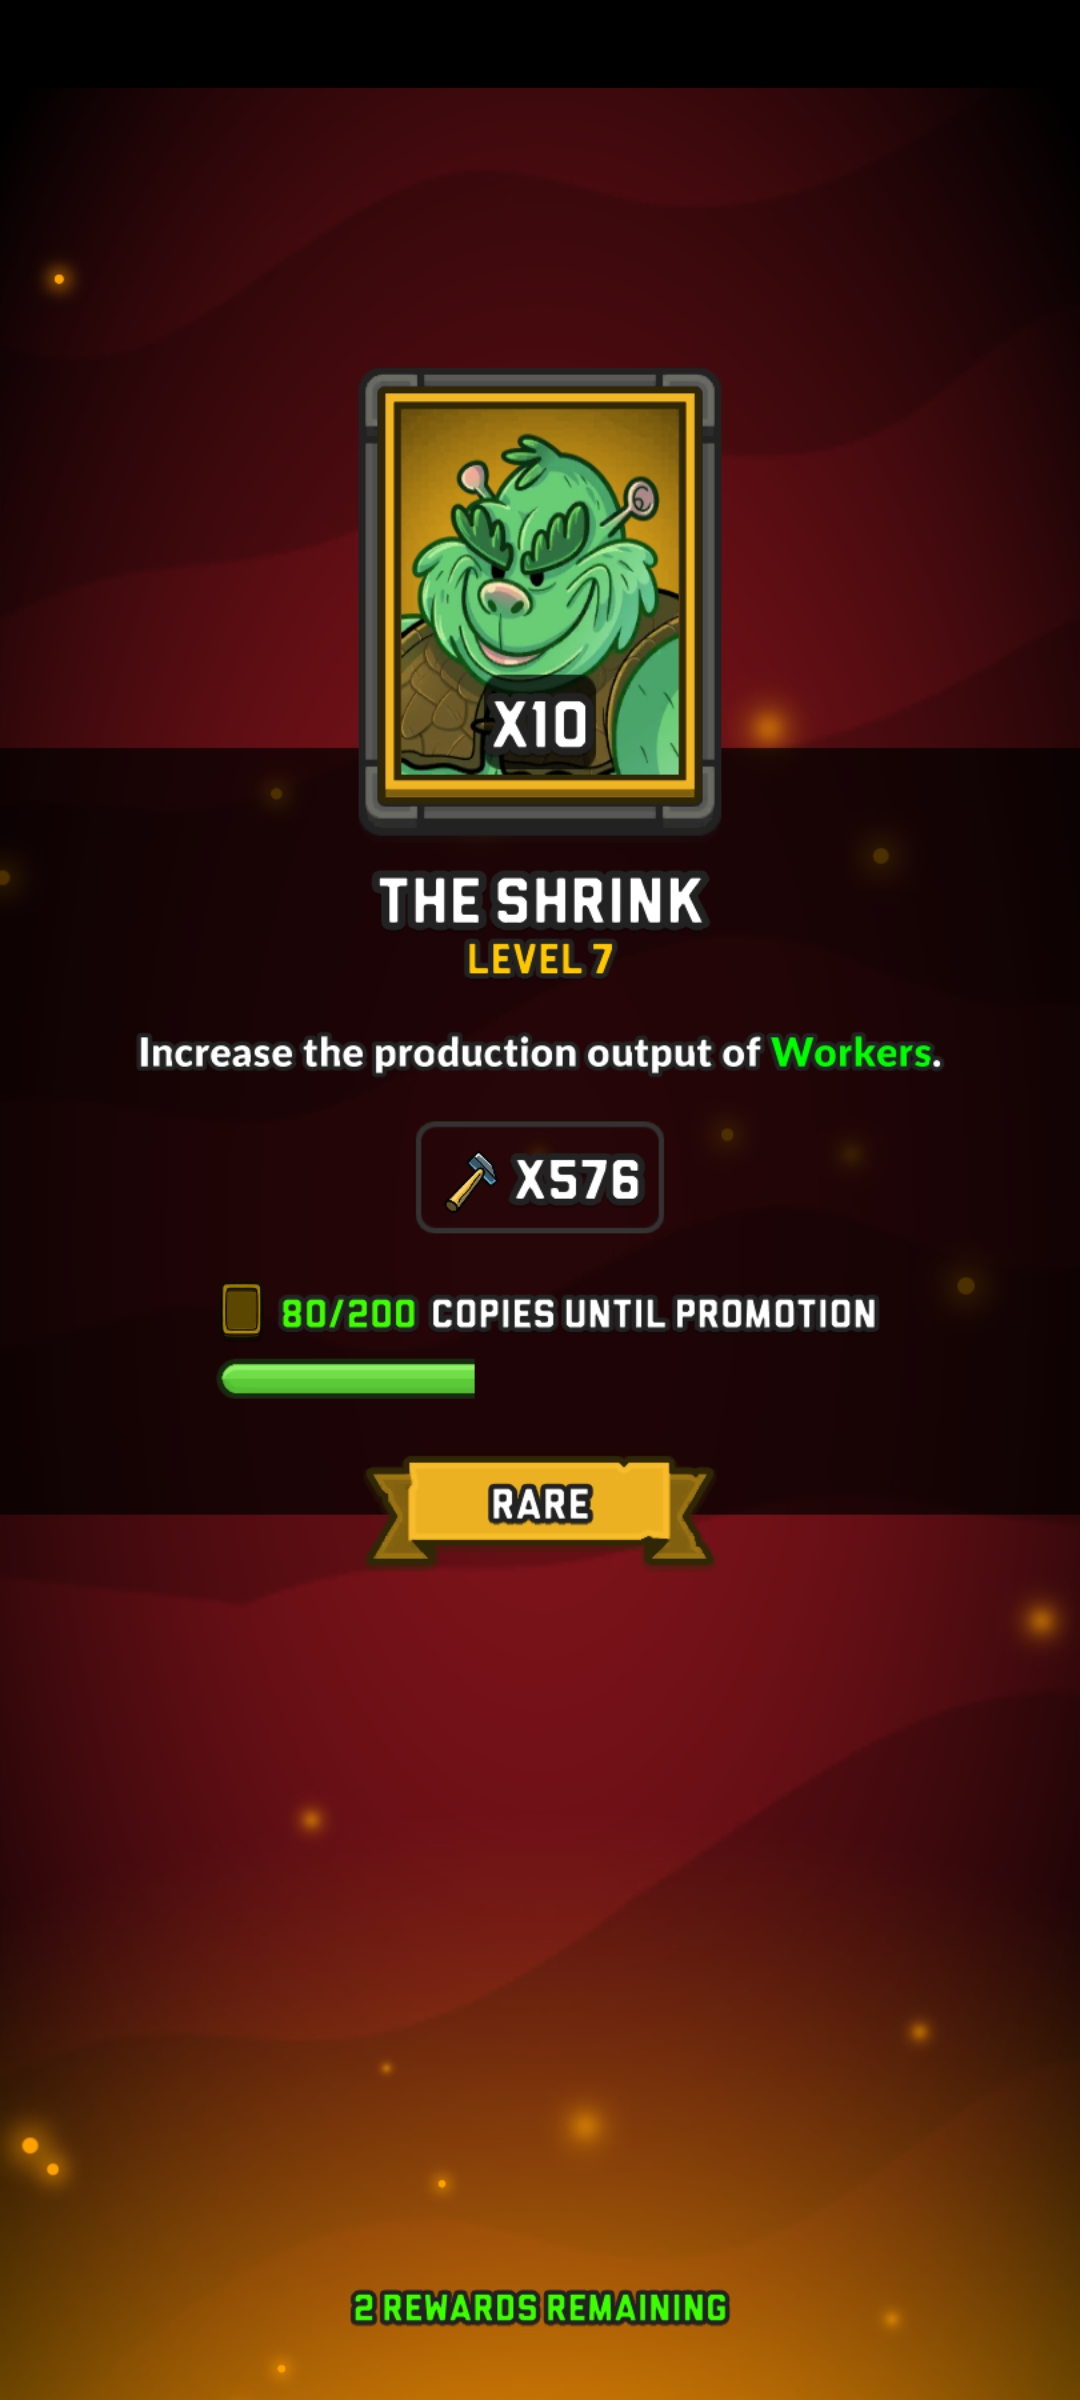 X10
THE SHRINK
LEVEL 7
Increase the production output of Workers.
X576
80/200 COPIES UNTIL PROMOTION
RARE
2 REWARDS REMAINING